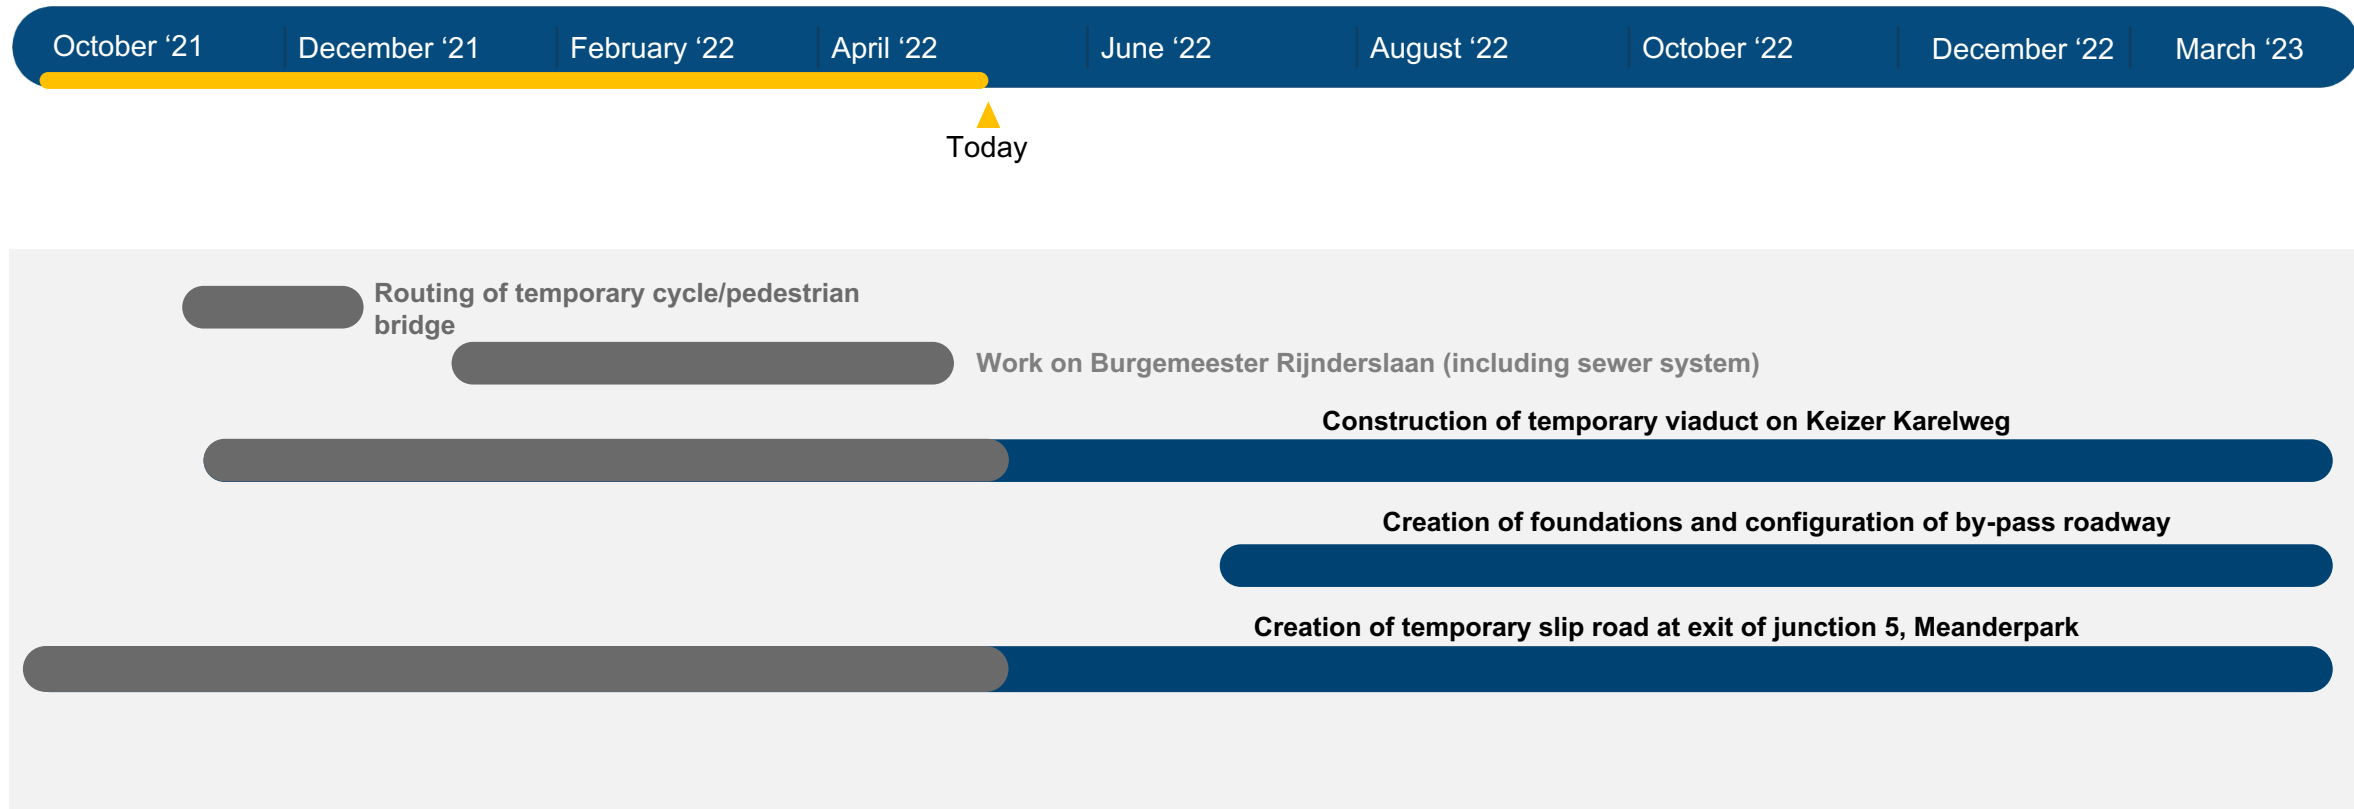 October ‘21
December ‘21
February ‘22
April ‘22
June ‘22
August ‘22
October ‘22
December ‘22
March ‘23
Today
Routing of temporary cycle/pedestrian
bridge
Work on Burgemeester Rijnderslaan (including sewer system)
Construction of temporary viaduct on Keizer Karelweg
Creation of foundations and configuration of by-pass roadway
Creation of temporary slip road at exit of junction 5, Meanderpark